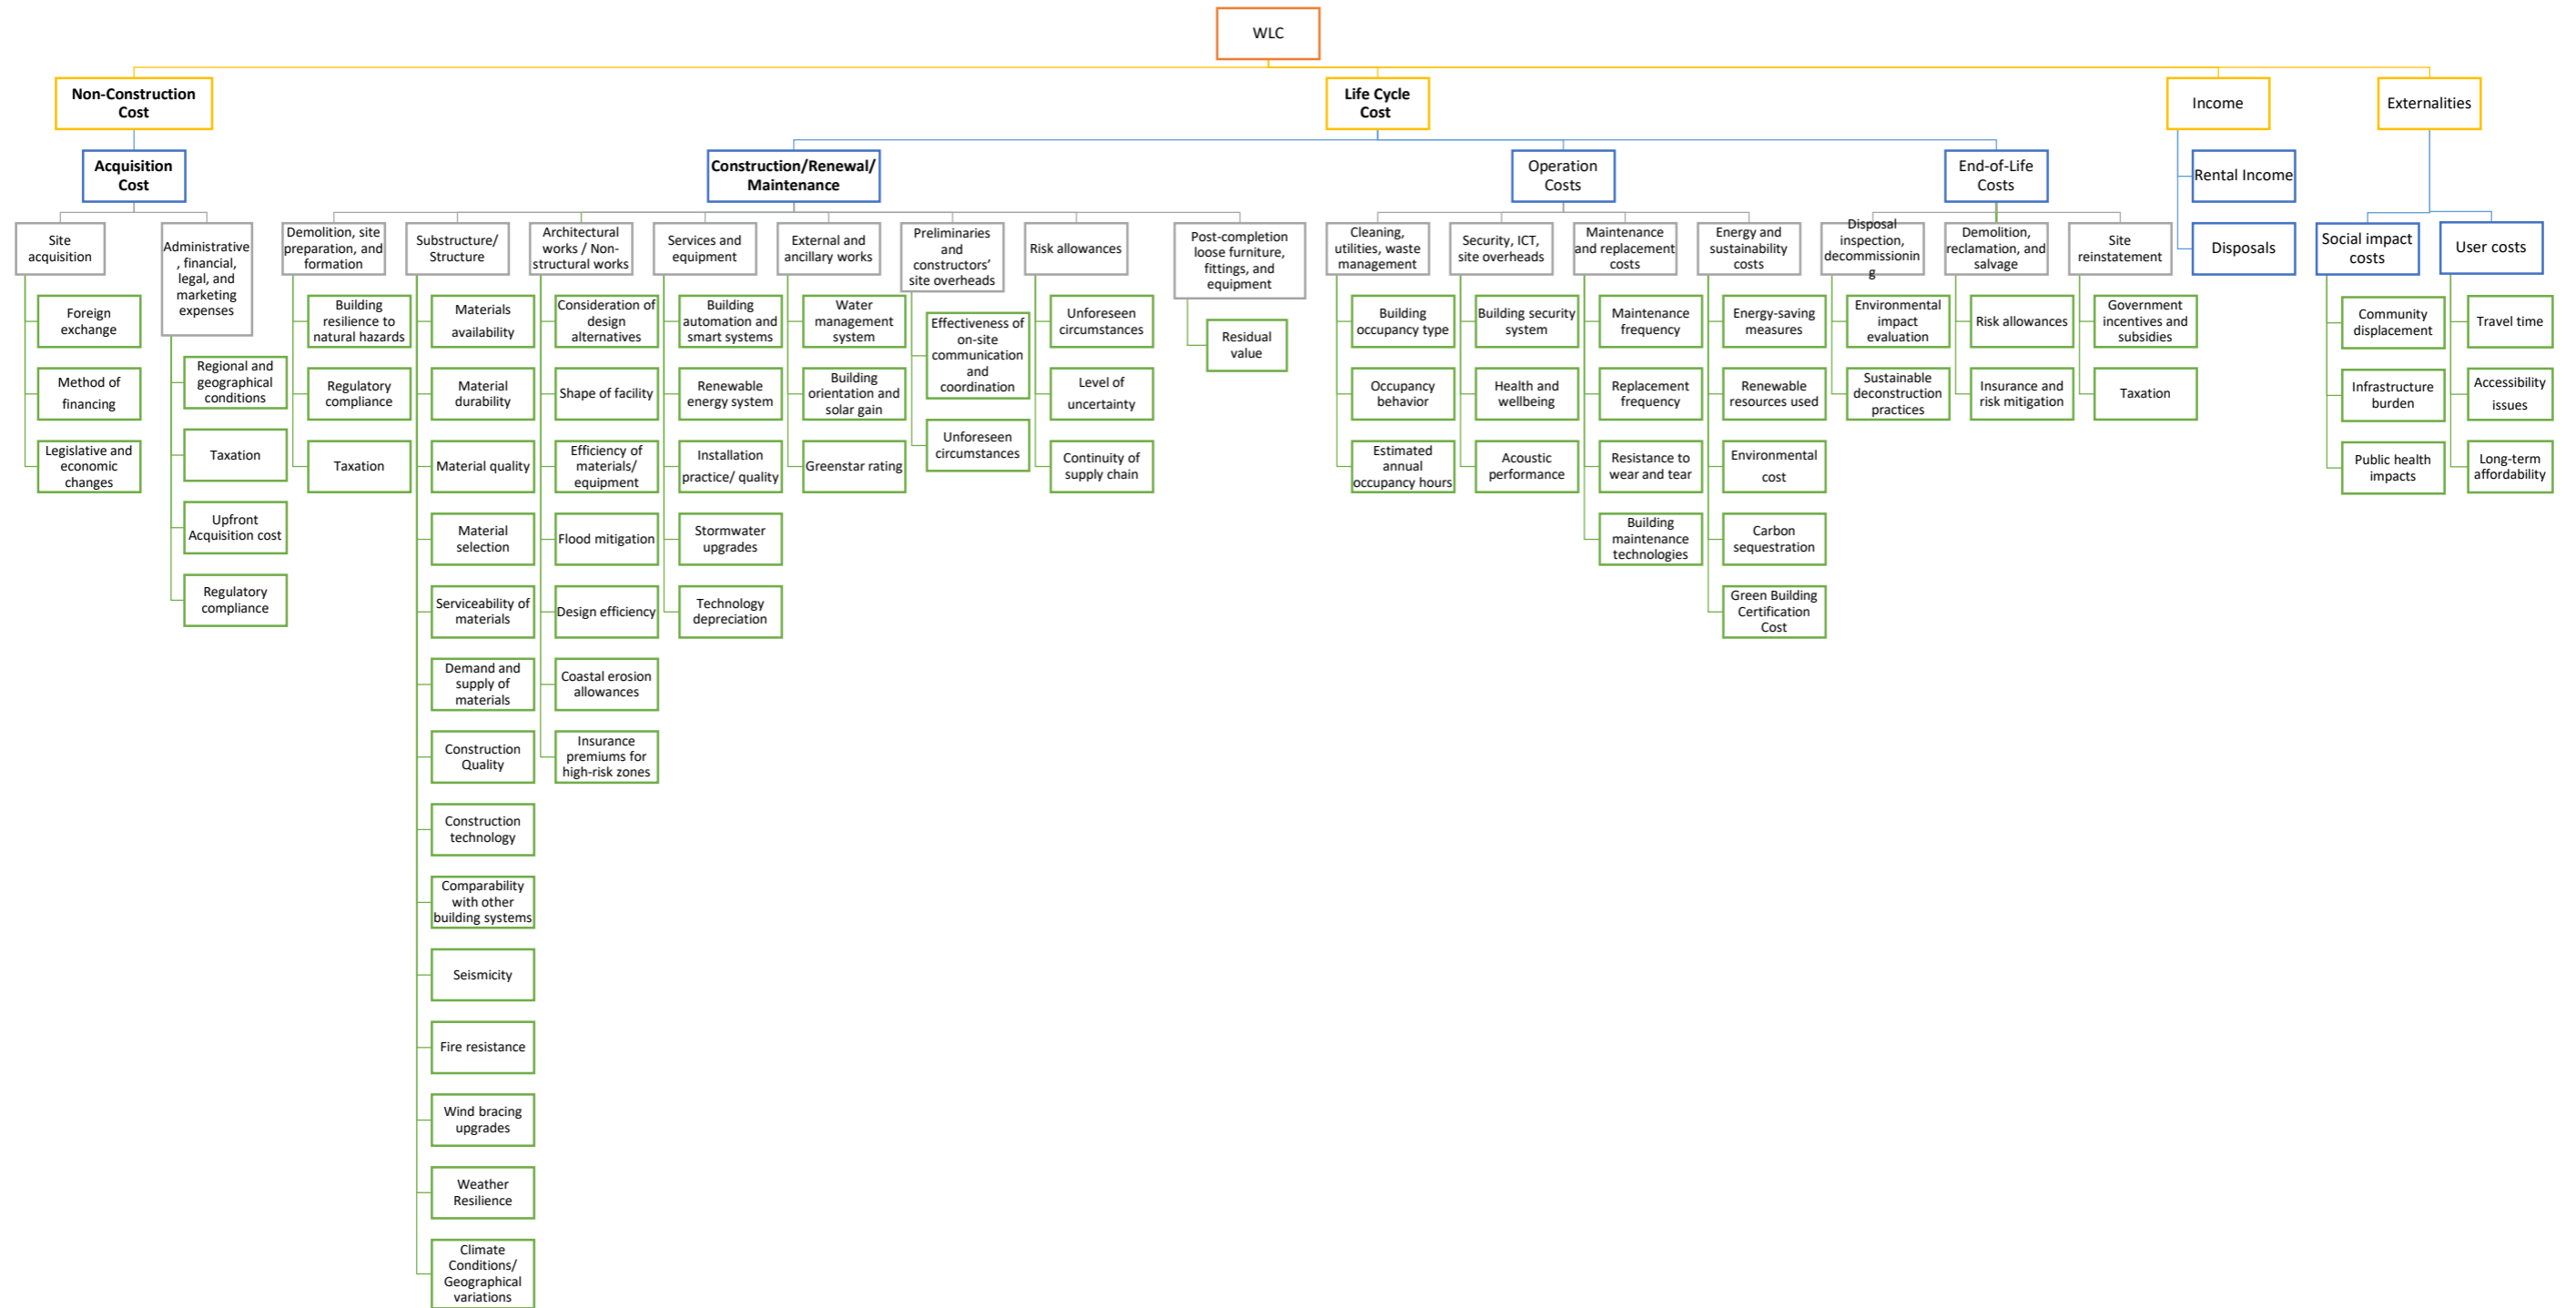 WLC
Non-Construction
Cost
Life Cycle
Cost
Income
Externalities
Acquisition
Cost
Construction/Renewal/
Maintenance
Operation
Costs
End-of-Life
Costs
Rental Income
Disposals
Social impact
costs
User costs
Site
acquisition
Foreign
exchange
Method of
financing
Legislative and
economic
changes
Administrative
, financial,
legal, and
marketing
expenses
Regional and
geographical
conditions
Taxation
Upfront
Acquisition cost
Regulatory
compliance
Demolition, site
preparation, and
formation
Building
resilience to
natural hazards
Regulatory
compliance
Taxation
Substructure/
Structure
Materials
availability
Material
durability
Material quality
Material
selection
Serviceability of
materials
Demand and
supply of
materials
Construction
Quality
Construction
technology
Comparability
with other
building systems
Seismicity
Fire resistance
Wind bracing
upgrades
Weather
Resilience
Climate
Conditions/
Geographical
variations
Architectural
works / Non-
structural works
Consideration of
design
alternatives
Shape of facility
Efficiency of
materials/
equipment
Flood mitigation
Design efficiency
Coastal erosion
allowances
Insurance
premiums for
high-risk zones
Services and
equipment
Building
automation and
smart systems
Renewable
energy system
Installation
practice/ quality
Stormwater
upgrades
Technology
depreciation
External and
ancillary works
Water
management
system
Building
orientation and
solar gain
Greenstar rating
Preliminaries
and
constructors’
site overheads
Effectiveness of
on-site
communication
and
coordination
Unforeseen
circumstances
Risk allowances
Unforeseen
circumstances
Level of
uncertainty
Continuity of
supply chain
Post-completion
loose furniture,
fittings, and
equipment
Residual
value
Cleaning,
utilities, waste
management
Building
occupancy type
Occupancy
behavior
Estimated
annual
occupancy hours
Security, ICT,
site overheads
Building security
system
Health and
wellbeing
Acoustic
performance
Maintenance
and replacement
costs
Maintenance
frequency
Replacement
frequency
Resistance to
wear and tear
Building
maintenance
technologies
Energy and
sustainability
costs
Energy-saving
measures
Renewable
resources used
Environmental
cost
Carbon
sequestration
Green Building
Certification
Cost
Disposal
inspection,
decommissionin
g
Environmental
impact
evaluation
Sustainable
deconstruction
practices
Demolition,
reclamation, and
salvage
Risk allowances
Insurance and
risk mitigation
Site
reinstatement
Government
incentives and
subsidies
Taxation
Community
displacement
Infrastructure
burden
Public health
impacts
Travel time
Accessibility
issues
Long-term
affordability